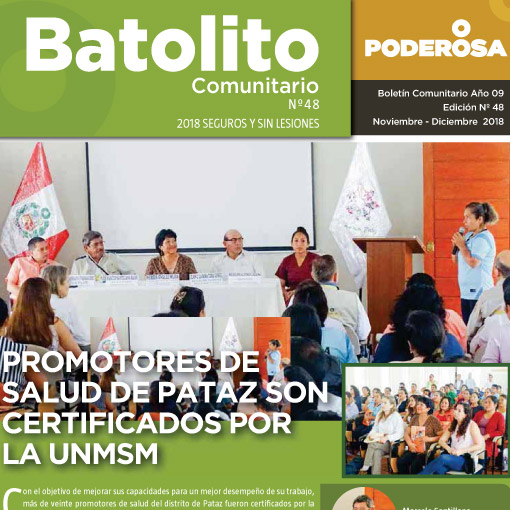 Batolito
Comunitario
Nº48
2018 SEGUROS Y SIN LESIONES
PODEROSA
Boletín Comunitario Año 09
Edición Nº 48
Noviembre - Diciembre 2018
PROMOTORES DE
SALUD DE PATAZ SON
CERTIFICADOS POR
LA UNMSM
Con el objetivo de mejorar sus capacidades para un mejor desempeño de su trabajo,
más de veinte promotores de salud del distrito de Pataz fueron certificados por la